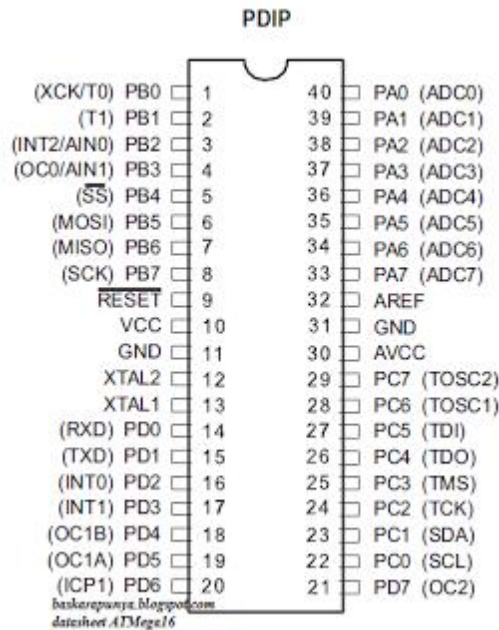 PDIP
(XCK/T0) PB0 1 40 PA0 (ADC0)
(T1) PB1 2 39 PA1 (ADC1)
(INT2/AIN0) PB2 3 38 PA2 (ADC2)
(OC0/AIN1) PB3 4 37 PA3 (ADC3)
(SS) PB4 5 36 PA4 (ADC4)
(MOSI) PB5 6 35 PA5 (ADC5)
(MISO) PB6 7 34 PA6 (ADC6)
(SCK) PB7 8 33 PA7 (ADC7)
RESET 9 32 AREF
VCC 10 31 GND
GND 11 30 AVCC
XTAL2 12 29 PC7 (TOSC2)
XTAL1 13 28 PC6 (TOSC1)
(RXD) PD0 14 27 PC5 (TDI)
(TXD) PD1 15 26 PC4 (TDO)
(INT0) PD2 16 25 PC3 (TMS)
(INT1) PD3 17 24 PC2 (TCK)
(OC1B) PD4 18 23 PC1 (SDA)
(OC1A) PD5 19 22 PC0 (SCL)
(ICP1) PD6 20 21 PD7 (OC2)
baskarapunya.blogspot.com
datasheet ATMega16